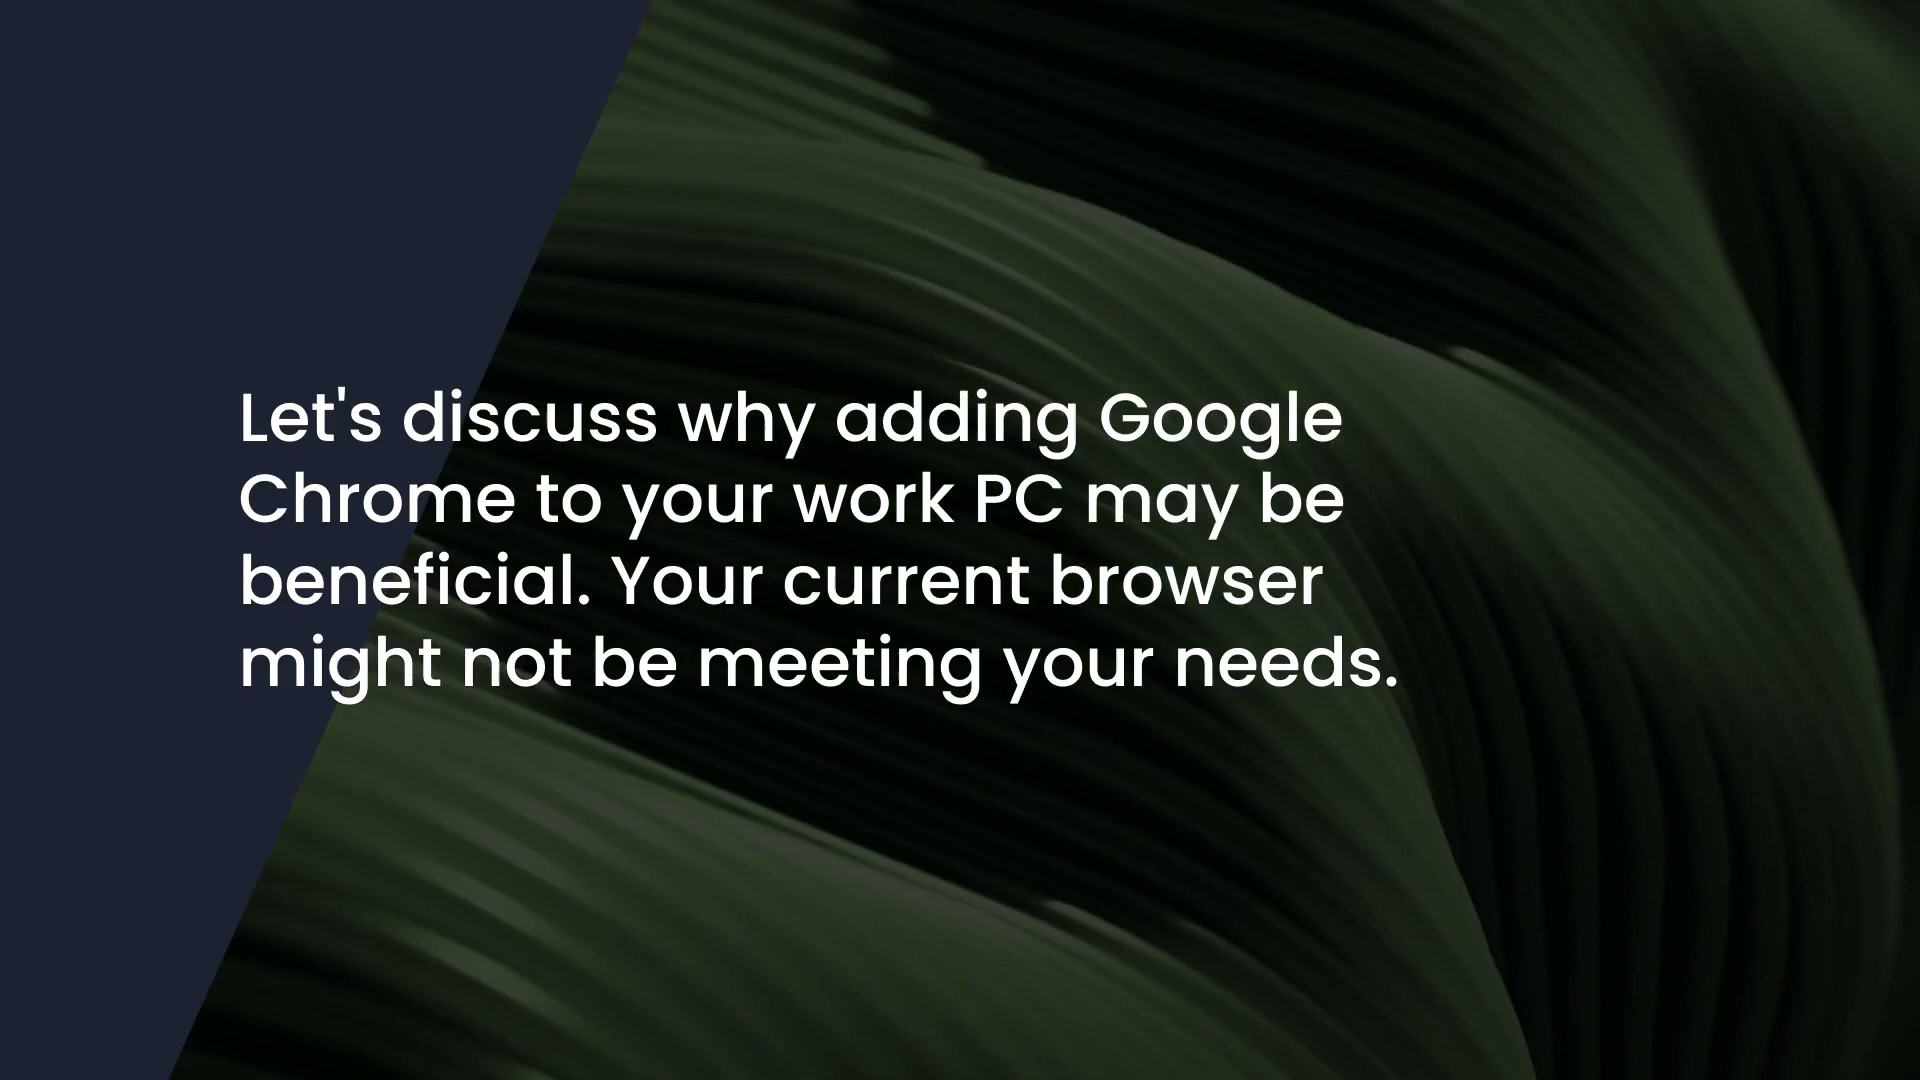 Let's discuss why adding Google
Chrome to your work PC may be
beneficial. Your current browser
might not be meeting your needs.